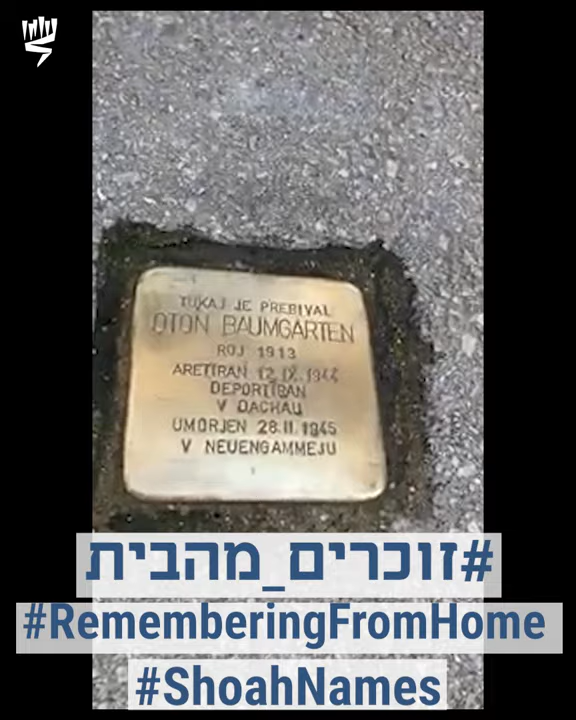 TUKAJ JE PREBIVAL
OTON BAUMGARTEN
ROJ 1913
ARETIRAN 12.IX.1944
DEPORTIRAN
V DACHAU
UMORJEN 28.II.1945
V NEUENGAMMEJU
#זוכרים_מהבית
#RememberingFromHome
#ShoahNames